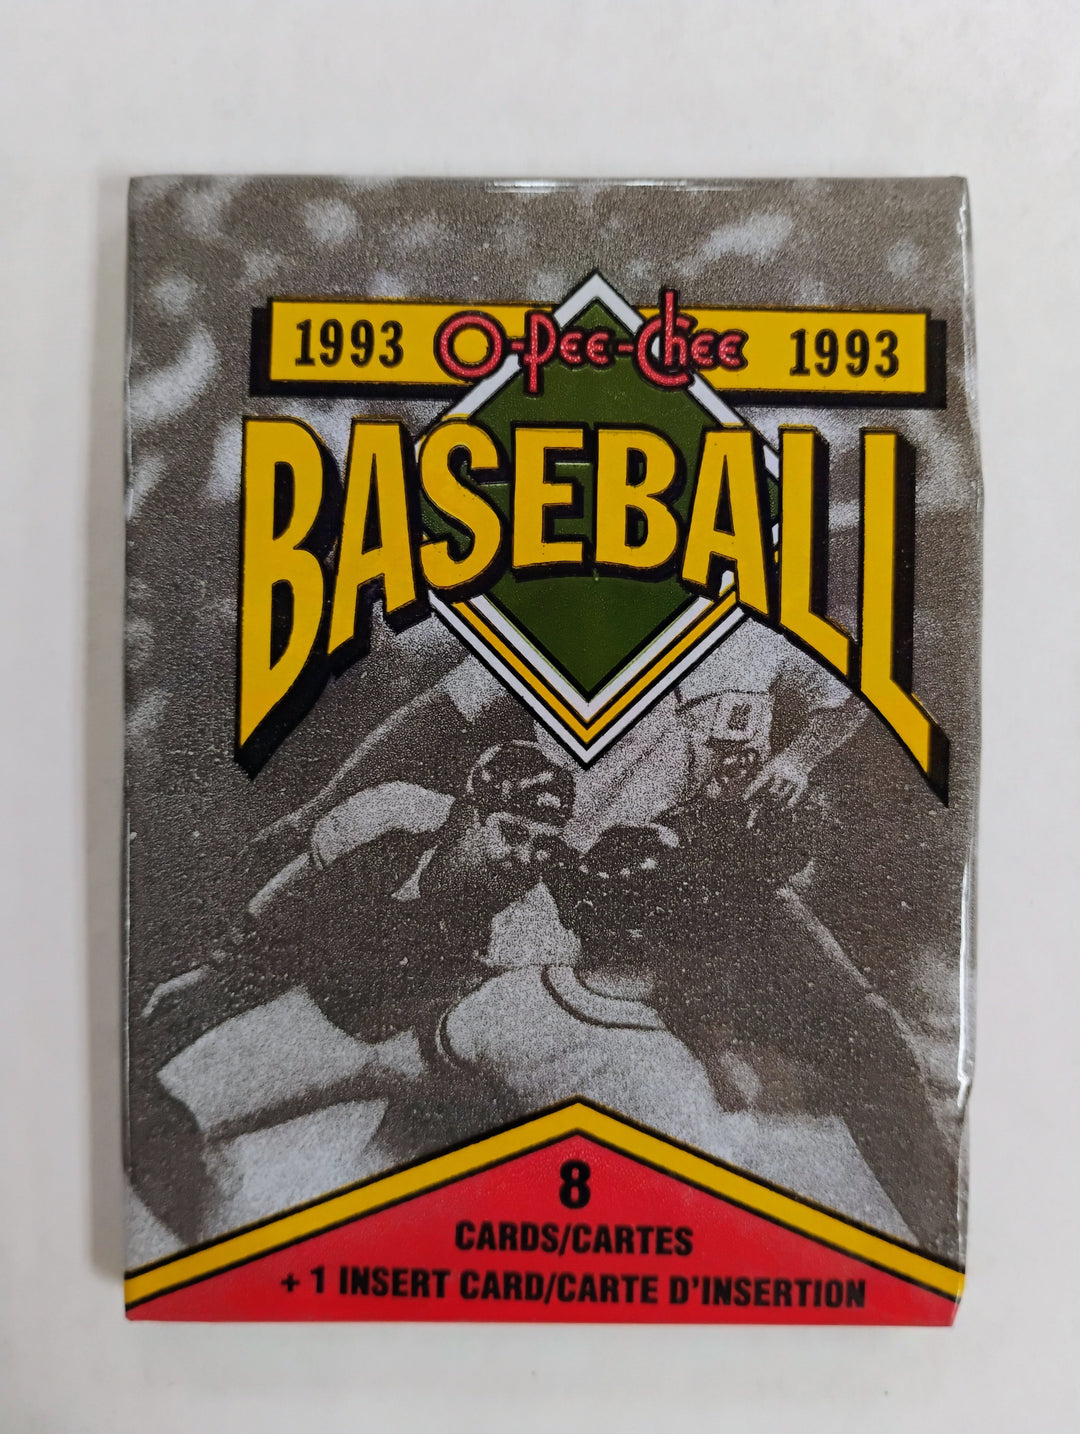 1993 O-Pee-Chee 1993
BASEBALL
8
CARDS/CARTES
+ 1 INSERT CARD/CARTE D'INSERTION